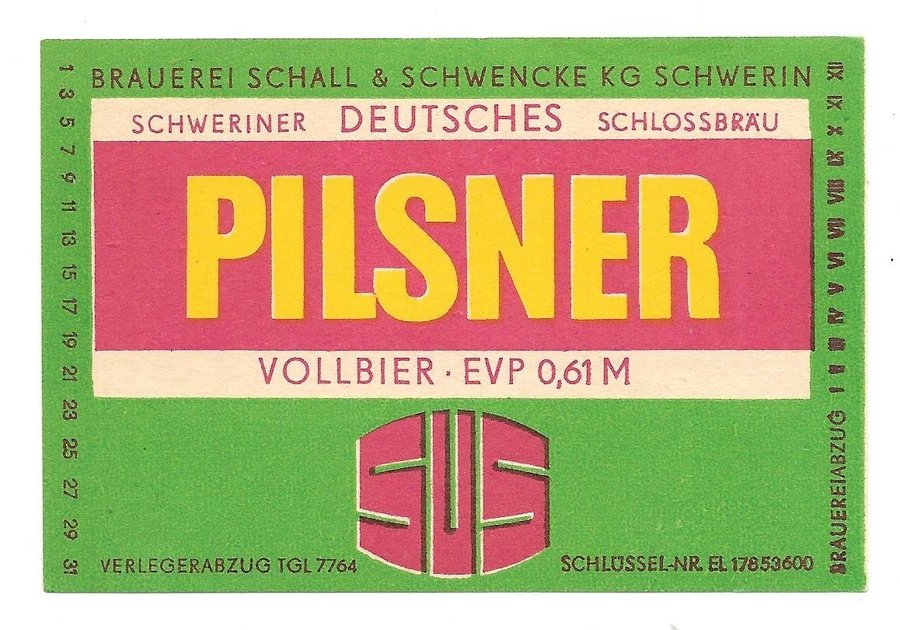 BRAUEREI SCHALL & SCHWENCKE KG SCHWERIN
SCHWERINER DEUTSCHES SCHLOSSBRÄU
PILSNER
VOLLBIER · EVP 0,61 M
SUS
VERLEGERABZUG TGL 7764
SCHLÜSSEL-NR. EL 17853600
1 3 5 7 9 11 13 15 17 19 21 23 25 27 29 31
BRAUEREIABZUG I II III IV V VI VII VIII IX X XI XII